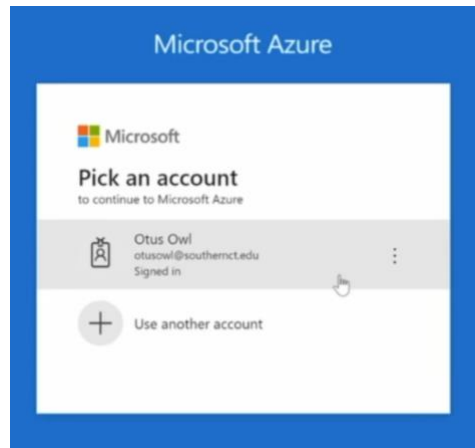 Microsoft Azure
Microsoft
Pick an account
to continue to Microsoft Azure
Otus Owl
otusowl@southernct.edu
Signed in
Use another account